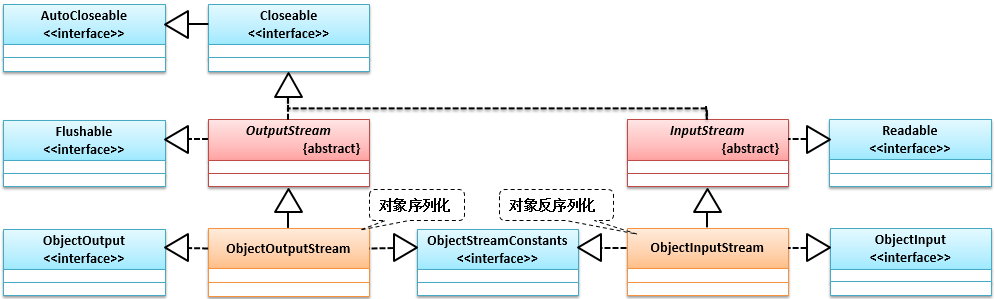 AutoCloseable
<<interface>>
Closeable
<<interface>>
Flushable
<<interface>>
OutputStream
{abstract}
InputStream
{abstract}
Readable
<<interface>>
对象序列化
对象反序列化
ObjectOutput
<<interface>>
ObjectOutputStream
ObjectStreamConstants
<<interface>>
ObjectInputStream
ObjectInput
<<interface>>